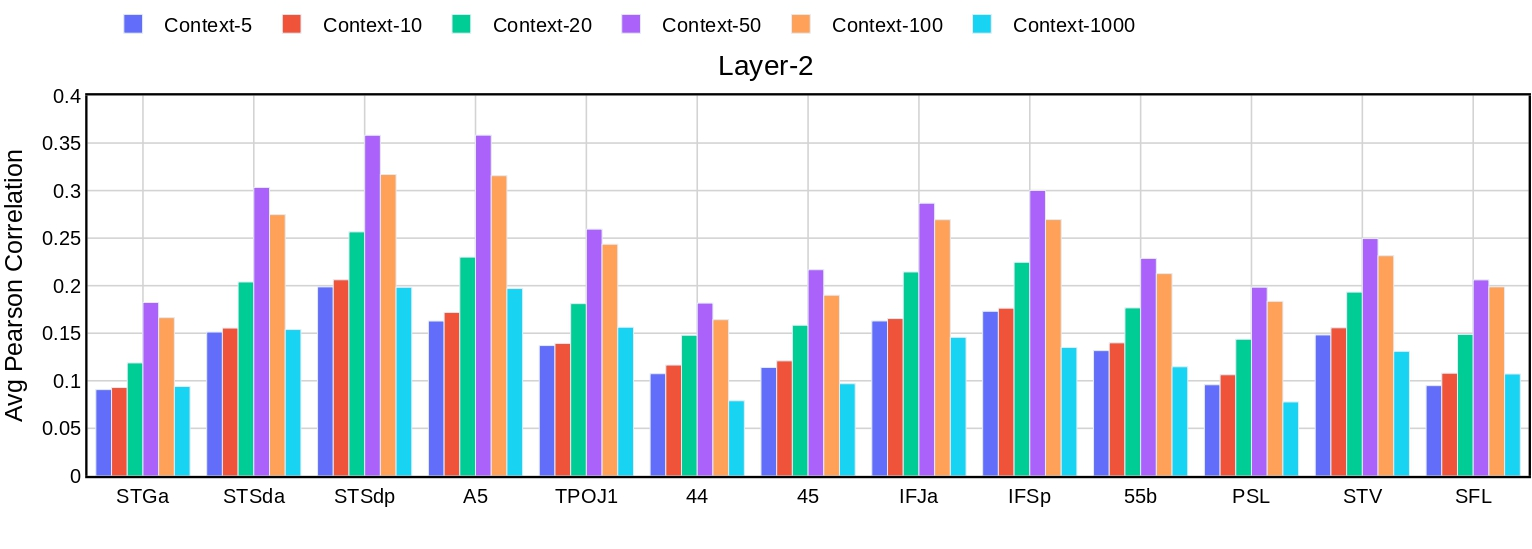 Context-5 Context-10 Context-20 Context-50 Context-100 Context-1000
Layer-2
Avg Pearson Correlation
0.4
0.35
0.3
0.25
0.2
0.15
0.1
0.05
0
STGa STSda STSdp A5 TPOJ1 44 45 IFJa IFSp 55b PSL STV SFL